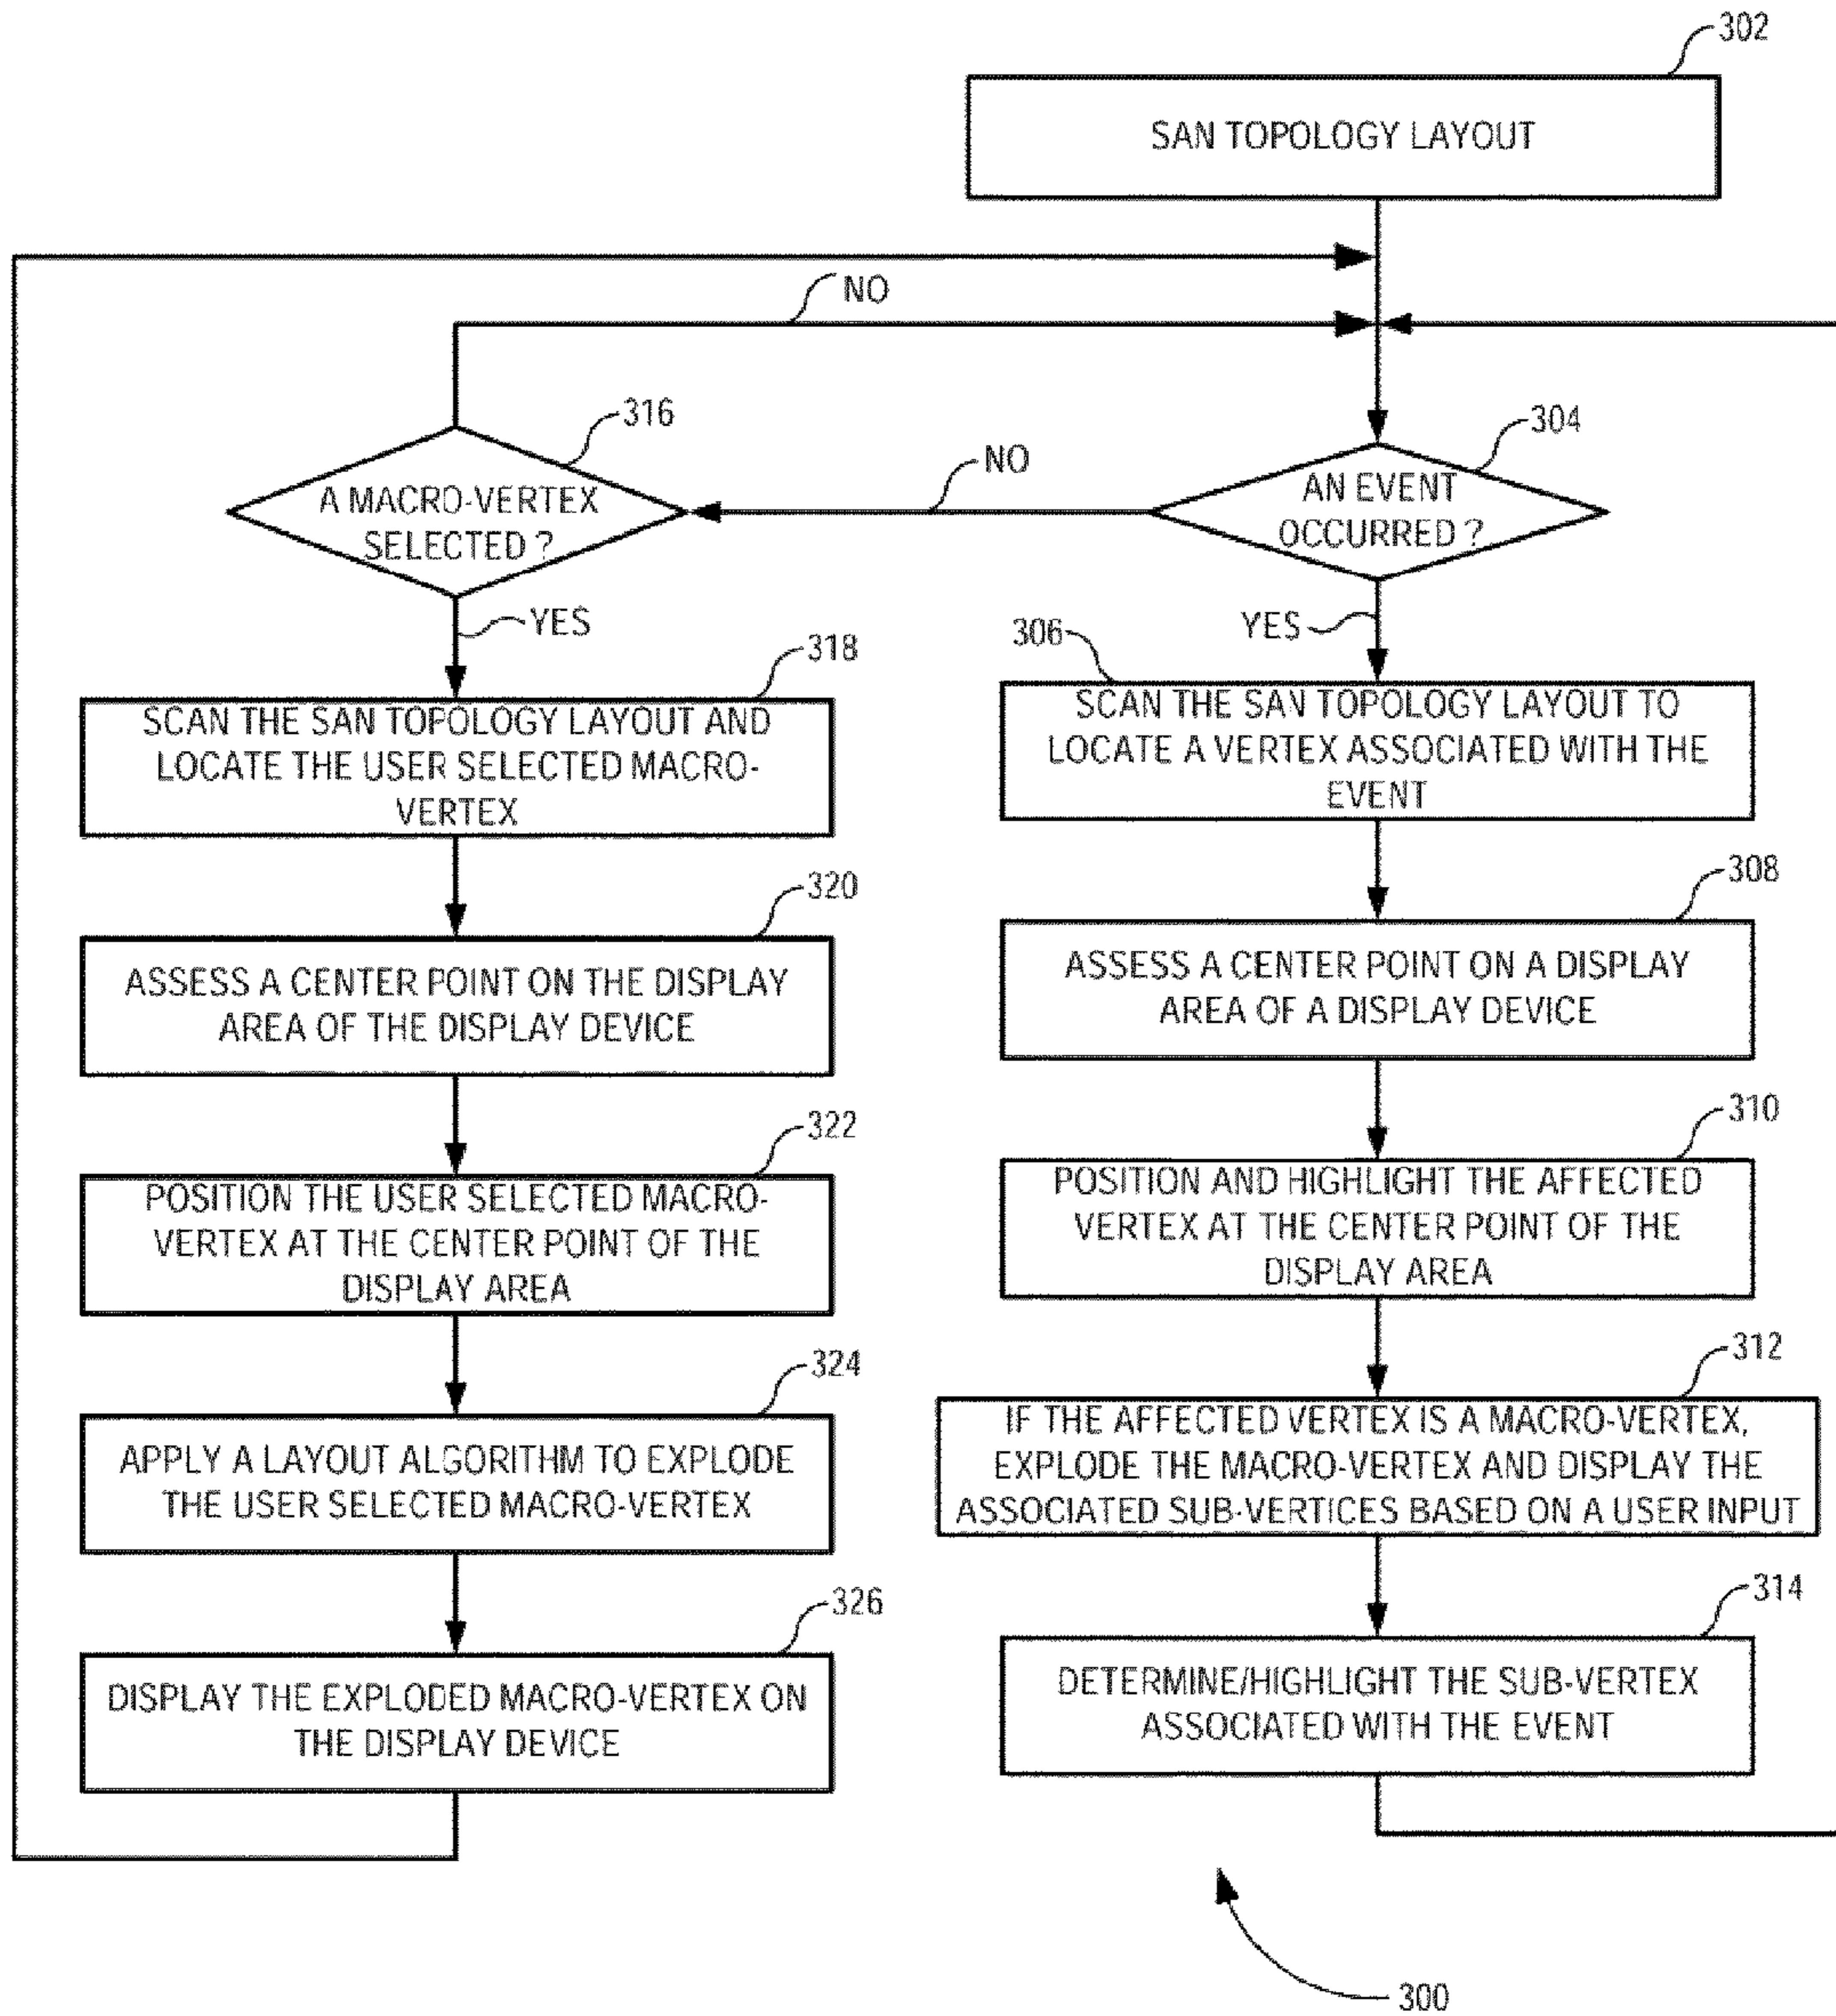 302
SAN TOPOLOGY LAYOUT
NO
316
A MACRO-VERTEX
SELECTED ?
NO
304
AN EVENT
OCCURRED ?
YES
YES
318
SCAN THE SAN TOPOLOGY LAYOUT AND
LOCATE THE USER SELECTED MACRO-
VERTEX
306
SCAN THE SAN TOPOLOGY LAYOUT TO
LOCATE A VERTEX ASSOCIATED WITH THE
EVENT
320
ASSESS A CENTER POINT ON THE DISPLAY
AREA OF THE DISPLAY DEVICE
308
ASSESS A CENTER POINT ON A DISPLAY
AREA OF A DISPLAY DEVICE
322
POSITION THE USER SELECTED MACRO-
VERTEX AT THE CENTER POINT OF THE
DISPLAY AREA
310
POSITION AND HIGHLIGHT THE AFFECTED
VERTEX AT THE CENTER POINT OF THE
DISPLAY AREA
324
APPLY A LAYOUT ALGORITHM TO EXPLODE
THE USER SELECTED MACRO-VERTEX
312
IF THE AFFECTED VERTEX IS A MACRO-VERTEX,
EXPLODE THE MACRO-VERTEX AND DISPLAY THE
ASSOCIATED SUB-VERTICES BASED ON A USER INPUT
326
DISPLAY THE EXPLODED MACRO-VERTEX ON
THE DISPLAY DEVICE
314
DETERMINE/HIGHLIGHT THE SUB-VERTEX
ASSOCIATED WITH THE EVENT
300